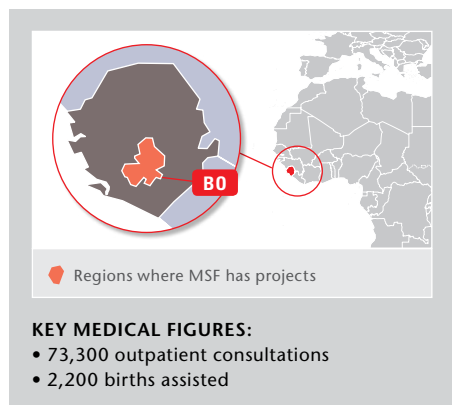 BO
Regions where MSF has projects
KEY MEDICAL FIGURES:
• 73,300 outpatient consultations
• 2,200 births assisted